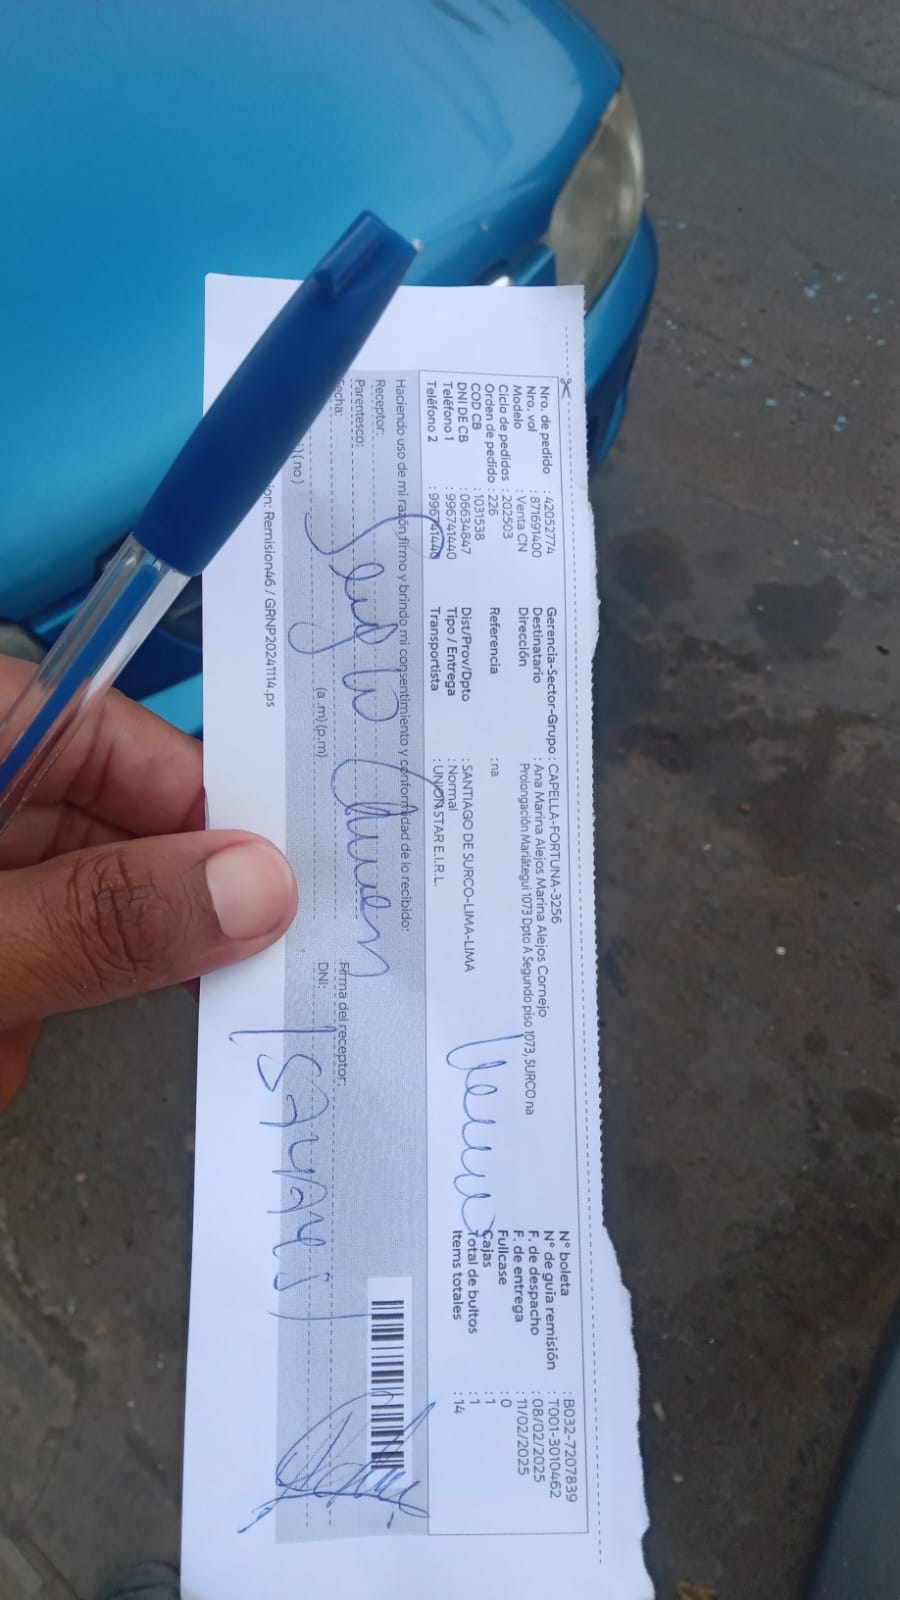 Nro. de pedido : 42052774
Nro. vol : 871691400
Modelo : Venta CN
Ciclo de pedidos : 202503
Orden de pedido : 226
COD CB : 1031538
DNI DE CB : 06634847
Teléfono 1 : 996741440
Teléfono 2 : 996741440
Gerencia-Sector-Grupo : CAPELLA-FORTUNA-3256
Destinatario : Ana Marina Alejos Marina Alejos Cornejo
Dirección Prolongación Mariátegui 1073 Dpto A Segundo piso 1073, SURCO na
Referencia : na
Dist/Prov/Dpto : SANTIAGO DE SURCO-LIMA-LIMA
Tipo / Entrega : Normal
Transportista : UNION STAR E.I.R.L.
N° boleta : B032-7207839
N° de guía remisión : T001-3010462
F. de despacho : 08/02/2025
F. de entrega : 11/02/2025
Fullcase : 0
Cajas : 1
Total de bultos : 1
Items totales : 14
Haciendo uso de mi razón firmo y brindo mi consentimiento y conformidad de lo recibido:
Receptor:
Parentesco:
Firma del receptor:
echa:
(a.m)(p.m)
DNI:
)(no)
ion: Remision46 / GRNP20241114.ps